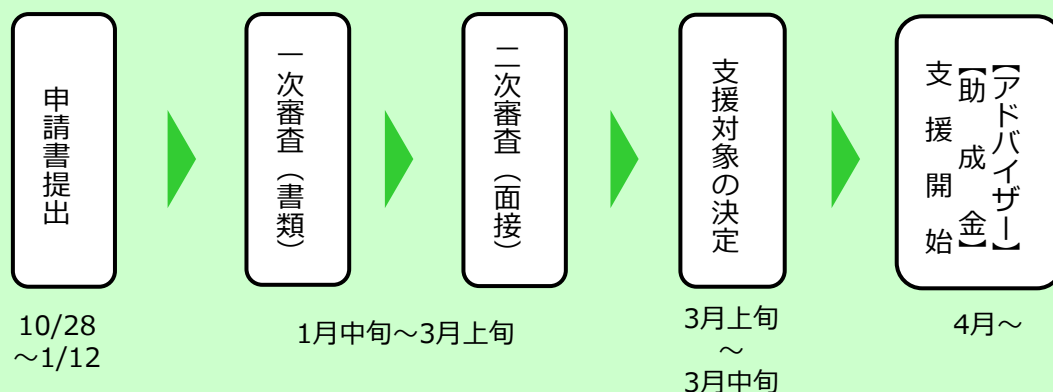 申請書提出
一次審査（書類）
二次審査（面接）
支援対象の決定
【アドバイザー】
【助成金】
支援開始
10/28
～1/12
1月中旬～3月上旬
3月上旬
～
3月中旬
4月～